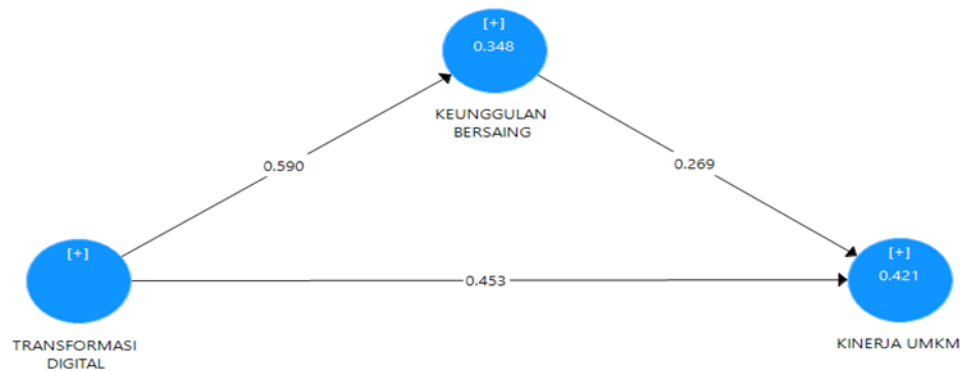 [+]
0.348
KEUNGGULAN
BERSAING
0.590
0.269
[+]
0.453
[+]
0.421
TRANSFORMASI
DIGITAL
KINERJA UMKM